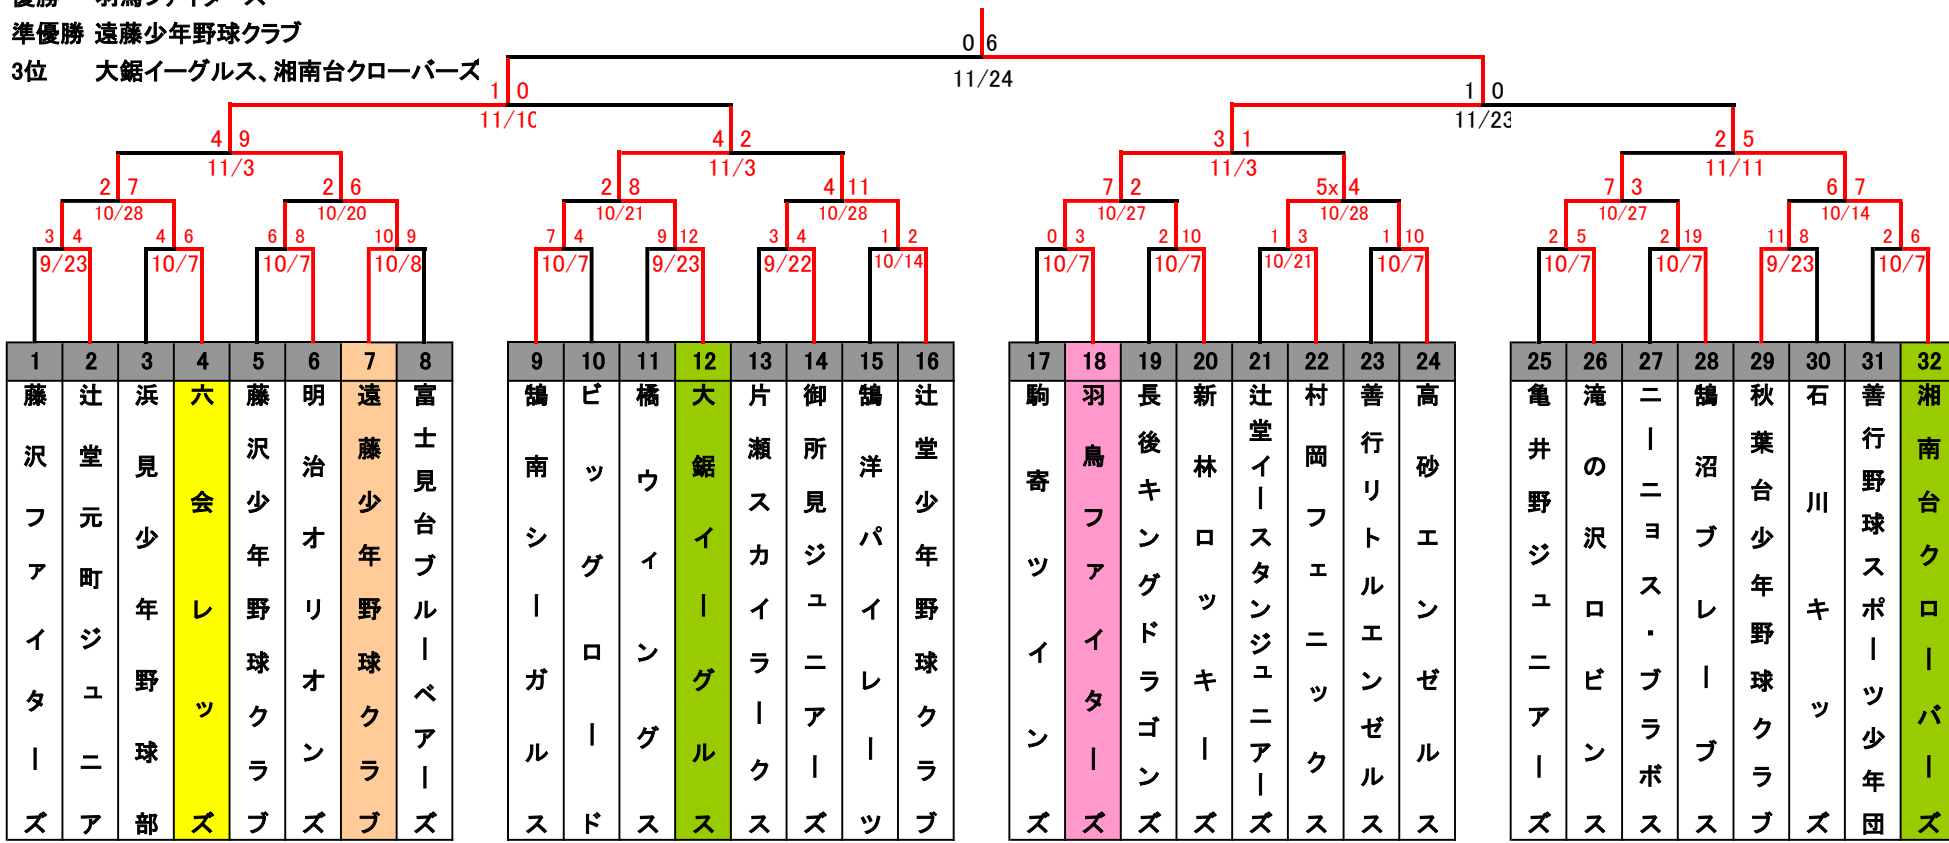 優勝 羽鳥ファイターズ
準優勝 遠藤少年野球クラブ
3位 大鋸イーグルス、湘南台クローバーズ
0 6
11/24
1 0
11/10
1 0
11/23
4 9
11/3
4 2
11/3
3 1
11/3
2 5
11/11
2 7
10/28
2 6
10/20
2 8
10/21
4 11
10/28
7 2
10/27
5x 4
10/28
7 3
10/27
6 7
10/14
3 4
9/23
4 6
10/7
6 8
10/7
10 9
10/8
7 4
10/7
9 12
9/23
3 4
9/22
1 2
10/14
0 3
10/7
2 10
10/7
1 3
10/21
1 10
10/7
2 5
10/7
2 19
10/7
11 8
9/23
2 6
10/7
1 藤沢ファイターズ
2 辻堂元町ジュニア
3 浜見少年野球部
4 六会レッズ
5 藤沢少年野球クラブ
6 明治オリオンズ
7 遠藤少年野球クラブ
8 富士見台ブルーベアーズ
9 鵠南シーガルス
10 ビッグロード
11 橘ウィングス
12 大鋸イーグルス
13 片瀬スカイラークス
14 御所見ジュニアーズ
15 鵠洋パイレーツ
16 辻堂少年野球クラブ
17 駒寄ツインズ
18 羽鳥ファイターズ
19 長後キングドラゴンズ
20 新林ロッキーズ
21 辻堂イースタンジュニアーズ
22 村岡フェニックス
23 善行リトルエンゼルス
24 高砂エンゼルス
25 亀井野ジュニアーズ
26 滝の沢ロビンス
27 ニーニョス・ブラボス
28 鵠沼ブレーブス
29 秋葉台少年野球クラブ
30 石川キッズ
31 善行野球スポーツ少年団
32 湘南台クローバーズ